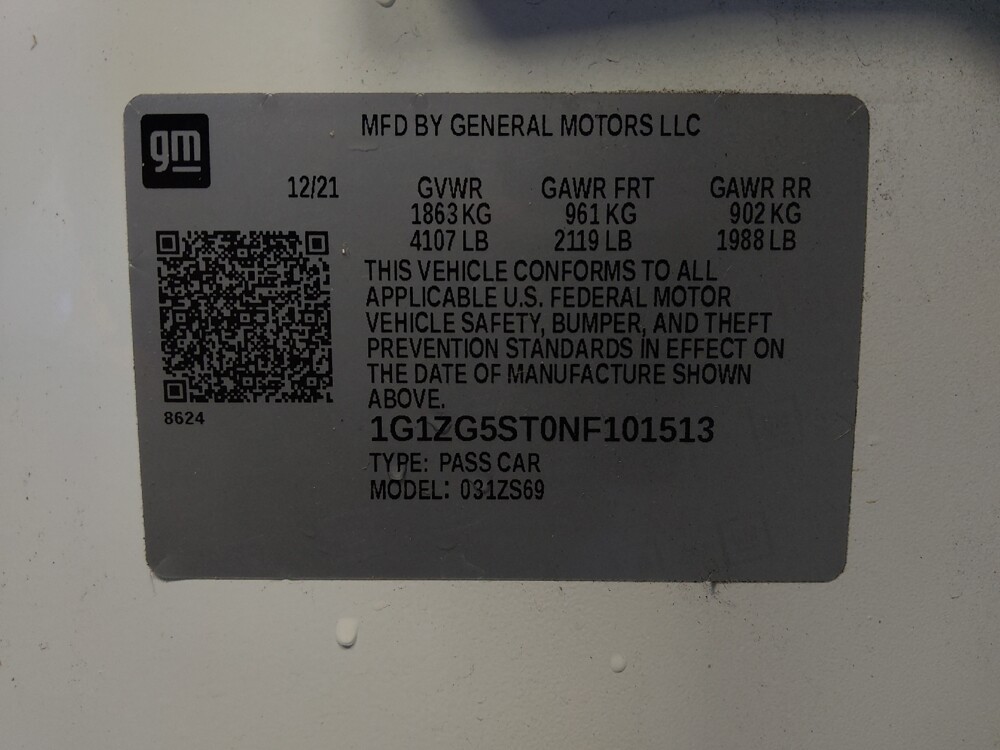 gm
MFD BY GENERAL MOTORS LLC
12/21 GVWR GAWR FRT GAWR RR
1863 KG 961 KG 902 KG
4107 LB 2119 LB 1988 LB
THIS VEHICLE CONFORMS TO ALL
APPLICABLE U.S. FEDERAL MOTOR
VEHICLE SAFETY, BUMPER, AND THEFT
PREVENTION STANDARDS IN EFFECT ON
THE DATE OF MANUFACTURE SHOWN
ABOVE.
8624
1G1ZG5ST0NF101513
TYPE: PASS CAR
MODEL: 031ZS69